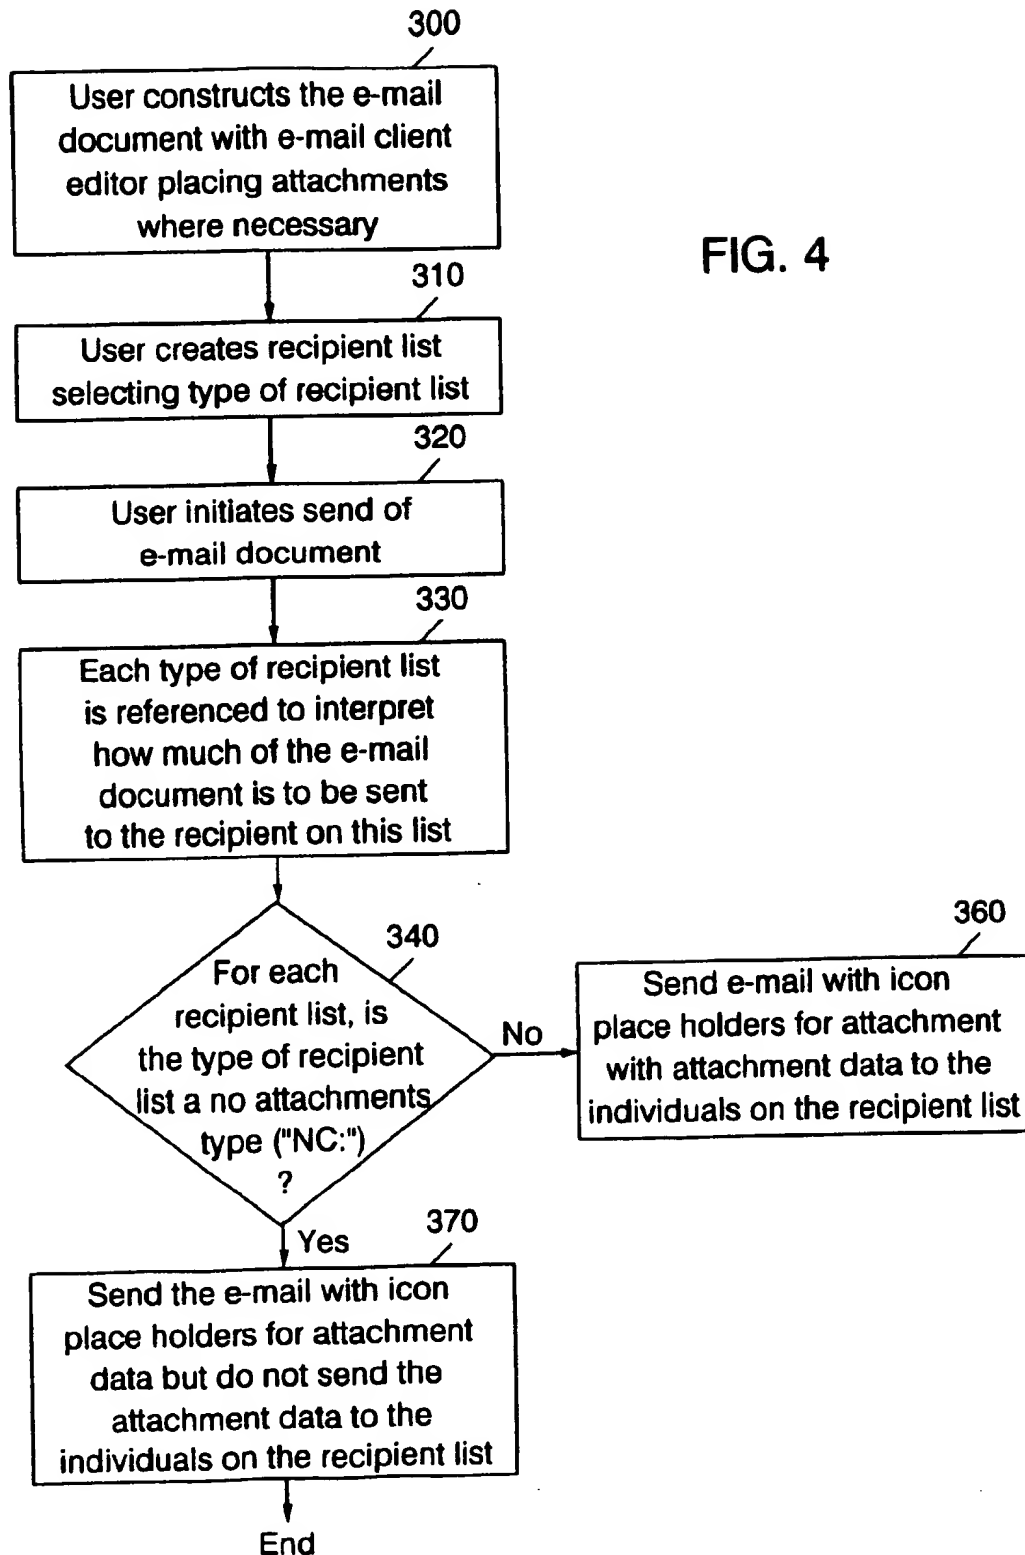 300
User constructs the e-mail
document with e-mail client
editor placing attachments
where necessary
FIG. 4
310
User creates recipient list
selecting type of recipient list
320
User initiates send of
e-mail document
330
Each type of recipient list
is referenced to interpret
how much of the e-mail
document is to be sent
to the recipient on this list
340
For each
recipient list, is
the type of recipient
list a no attachments
type ("NC:")
?
No
360
Send e-mail with icon
place holders for attachment
with attachment data to the
individuals on the recipient list
Yes
370
Send the e-mail with icon
place holders for attachment
data but do not send the
attachment data to the
individuals on the recipient list
End